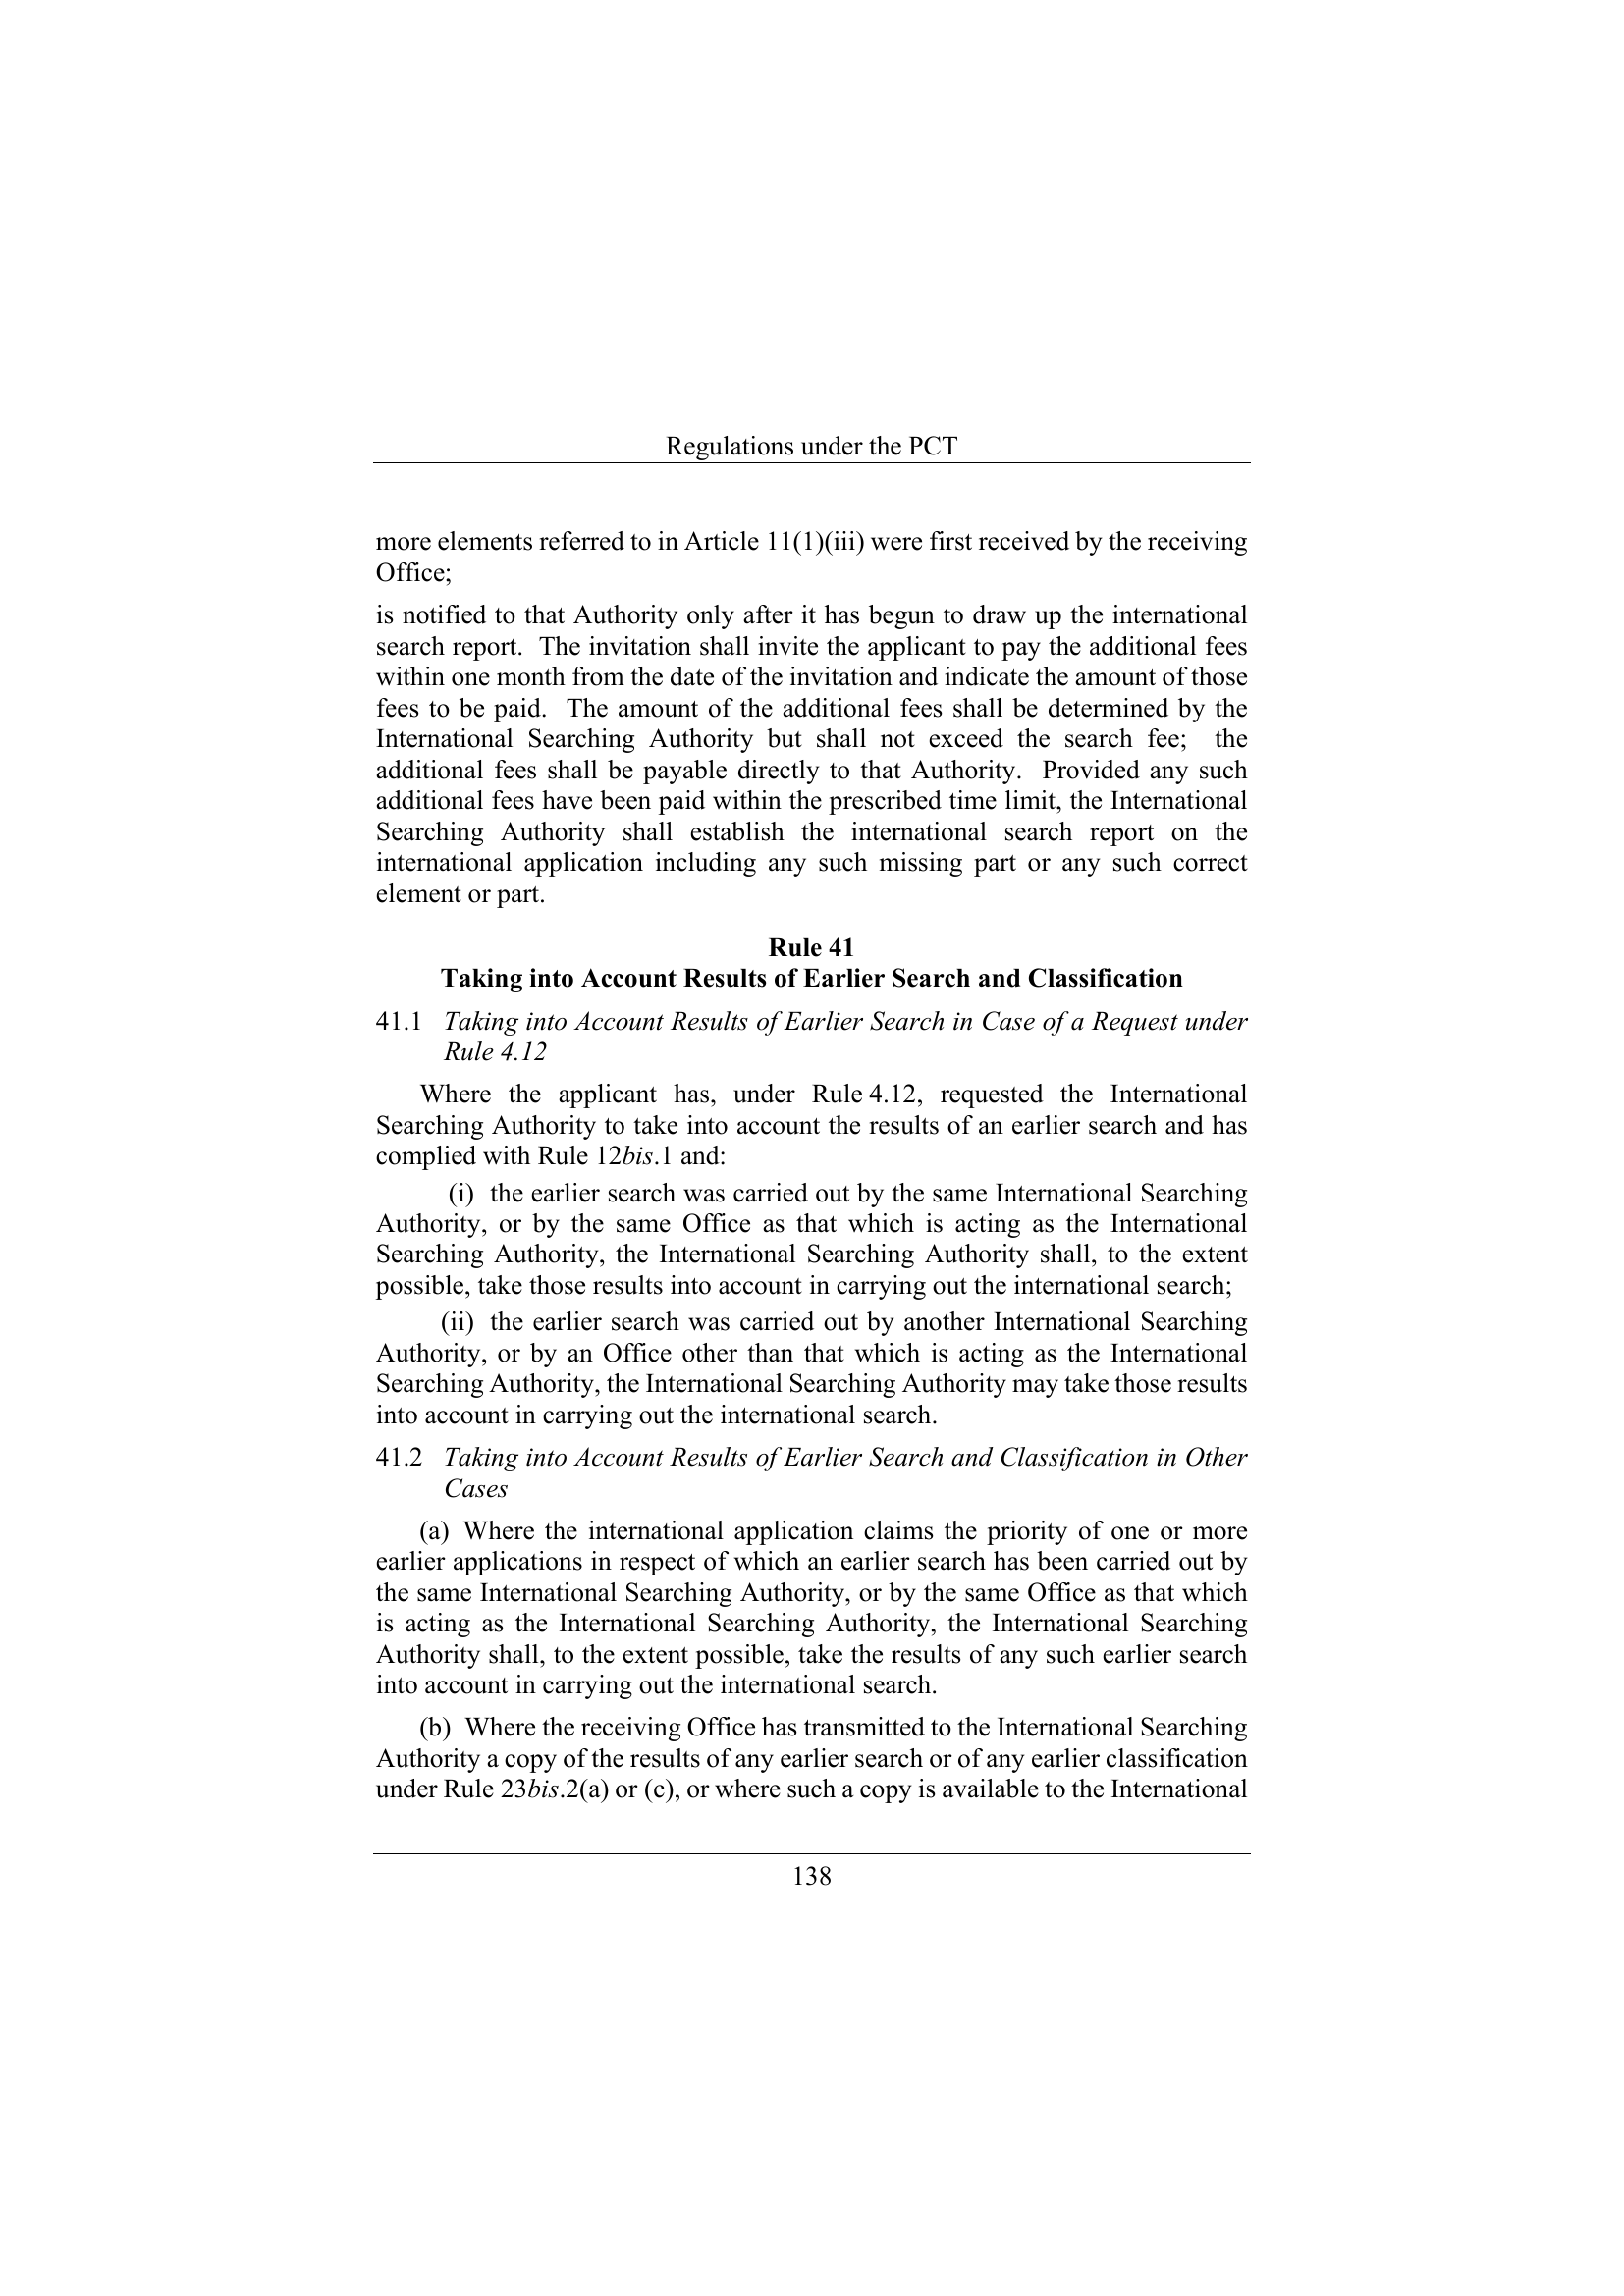 Regulations under the PCT
more elements referred to in Article 11(1)(iii) were first received by the receiving
Office;
is notified to that Authority only after it has begun to draw up the international
search report. The invitation shall invite the applicant to pay the additional fees
within one month from the date of the invitation and indicate the amount of those
fees to be paid. The amount of the additional fees shall be determined by the
International Searching Authority but shall not exceed the search fee; the
additional fees shall be payable directly to that Authority. Provided any such
additional fees have been paid within the prescribed time limit, the International
Searching Authority shall establish the international search report on the
international application including any such missing part or any such correct
element or part.
Rule 41
Taking into Account Results of Earlier Search and Classification
41.1 Taking into Account Results of Earlier Search in Case of a Request under
Rule 4.12
Where the applicant has, under Rule 4.12, requested the International
Searching Authority to take into account the results of an earlier search and has
complied with Rule 12bis.1 and:
(i) the earlier search was carried out by the same International Searching
Authority, or by the same Office as that which is acting as the International
Searching Authority, the International Searching Authority shall, to the extent
possible, take those results into account in carrying out the international search;
(ii) the earlier search was carried out by another International Searching
Authority, or by an Office other than that which is acting as the International
Searching Authority, the International Searching Authority may take those results
into account in carrying out the international search.
41.2 Taking into Account Results of Earlier Search and Classification in Other
Cases
(a) Where the international application claims the priority of one or more
earlier applications in respect of which an earlier search has been carried out by
the same International Searching Authority, or by the same Office as that which
is acting as the International Searching Authority, the International Searching
Authority shall, to the extent possible, take the results of any such earlier search
into account in carrying out the international search.
(b) Where the receiving Office has transmitted to the International Searching
Authority a copy of the results of any earlier search or of any earlier classification
under Rule 23bis.2(a) or (c), or where such a copy is available to the International
138